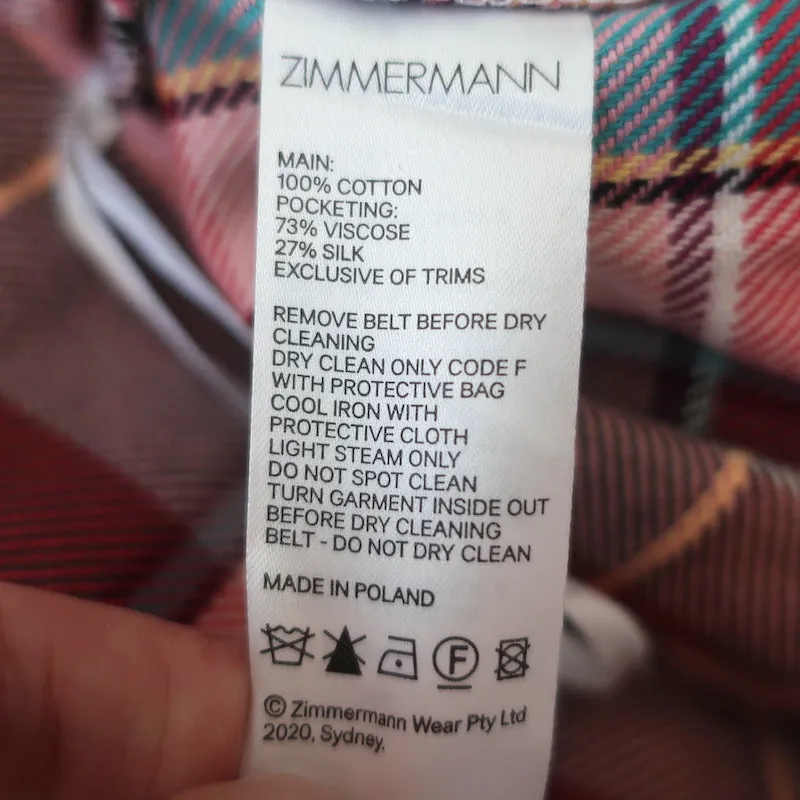 ZIMMERMANN
MAIN:
100% COTTON
POCKETING:
73% VISCOSE
27% SILK
EXCLUSIVE OF TRIMS
REMOVE BELT BEFORE DRY
CLEANING
DRY CLEAN ONLY CODE F
WITH PROTECTIVE BAG
COOL IRON WITH
PROTECTIVE CLOTH
LIGHT STEAM ONLY
DO NOT SPOT CLEAN
TURN GARMENT INSIDE OUT
BEFORE DRY CLEANING
BELT - DO NOT DRY CLEAN
MADE IN POLAND
F
© Zimmermann Wear Pty Ltd
2020, Sydney.